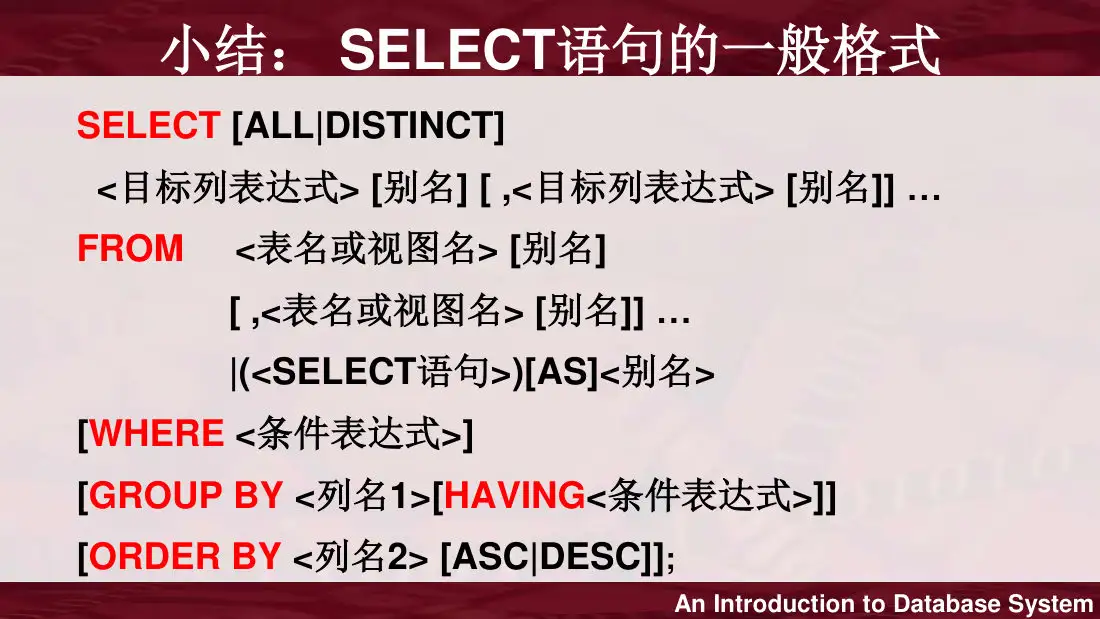 小结： SELECT语句的一般格式
SELECT [ALL|DISTINCT]
<目标列表达式> [别名] [ ,<目标列表达式> [别名]] …
FROM <表名或视图名> [别名]
[ ,<表名或视图名> [别名]] …
|(<SELECT语句>)[AS]<别名>
[WHERE <条件表达式>]
[GROUP BY <列名1>[HAVING<条件表达式>]]
[ORDER BY <列名2> [ASC|DESC]];
An Introduction to Database System